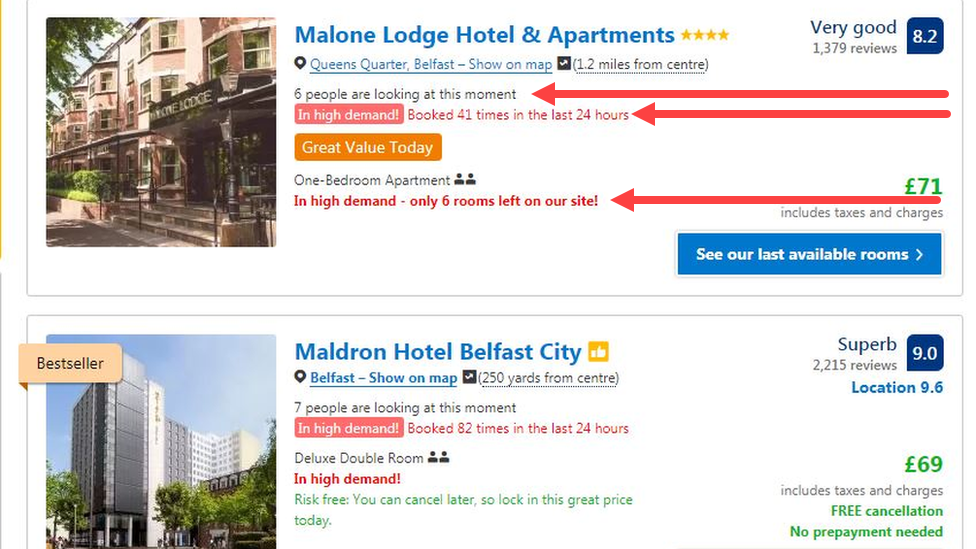 Malone Lodge Hotel & Apartments
Very good 8.2
1,379 reviews
Queens Quarter, Belfast – Show on map (1.2 miles from centre)
6 people are looking at this moment
In high demand! Booked 41 times in the last 24 hours
Great Value Today
One-Bedroom Apartment
In high demand - only 6 rooms left on our site!
£71
includes taxes and charges
See our last available rooms
MALONE LODGE
Bestseller
Maldron Hotel Belfast City
Superb 9.0
2,215 reviews
Location 9.6
Belfast – Show on map (250 yards from centre)
7 people are looking at this moment
In high demand! Booked 82 times in the last 24 hours
Deluxe Double Room
In high demand!
Risk free: You can cancel later, so lock in this great price
today.
£69
includes taxes and charges
FREE cancellation
No prepayment needed